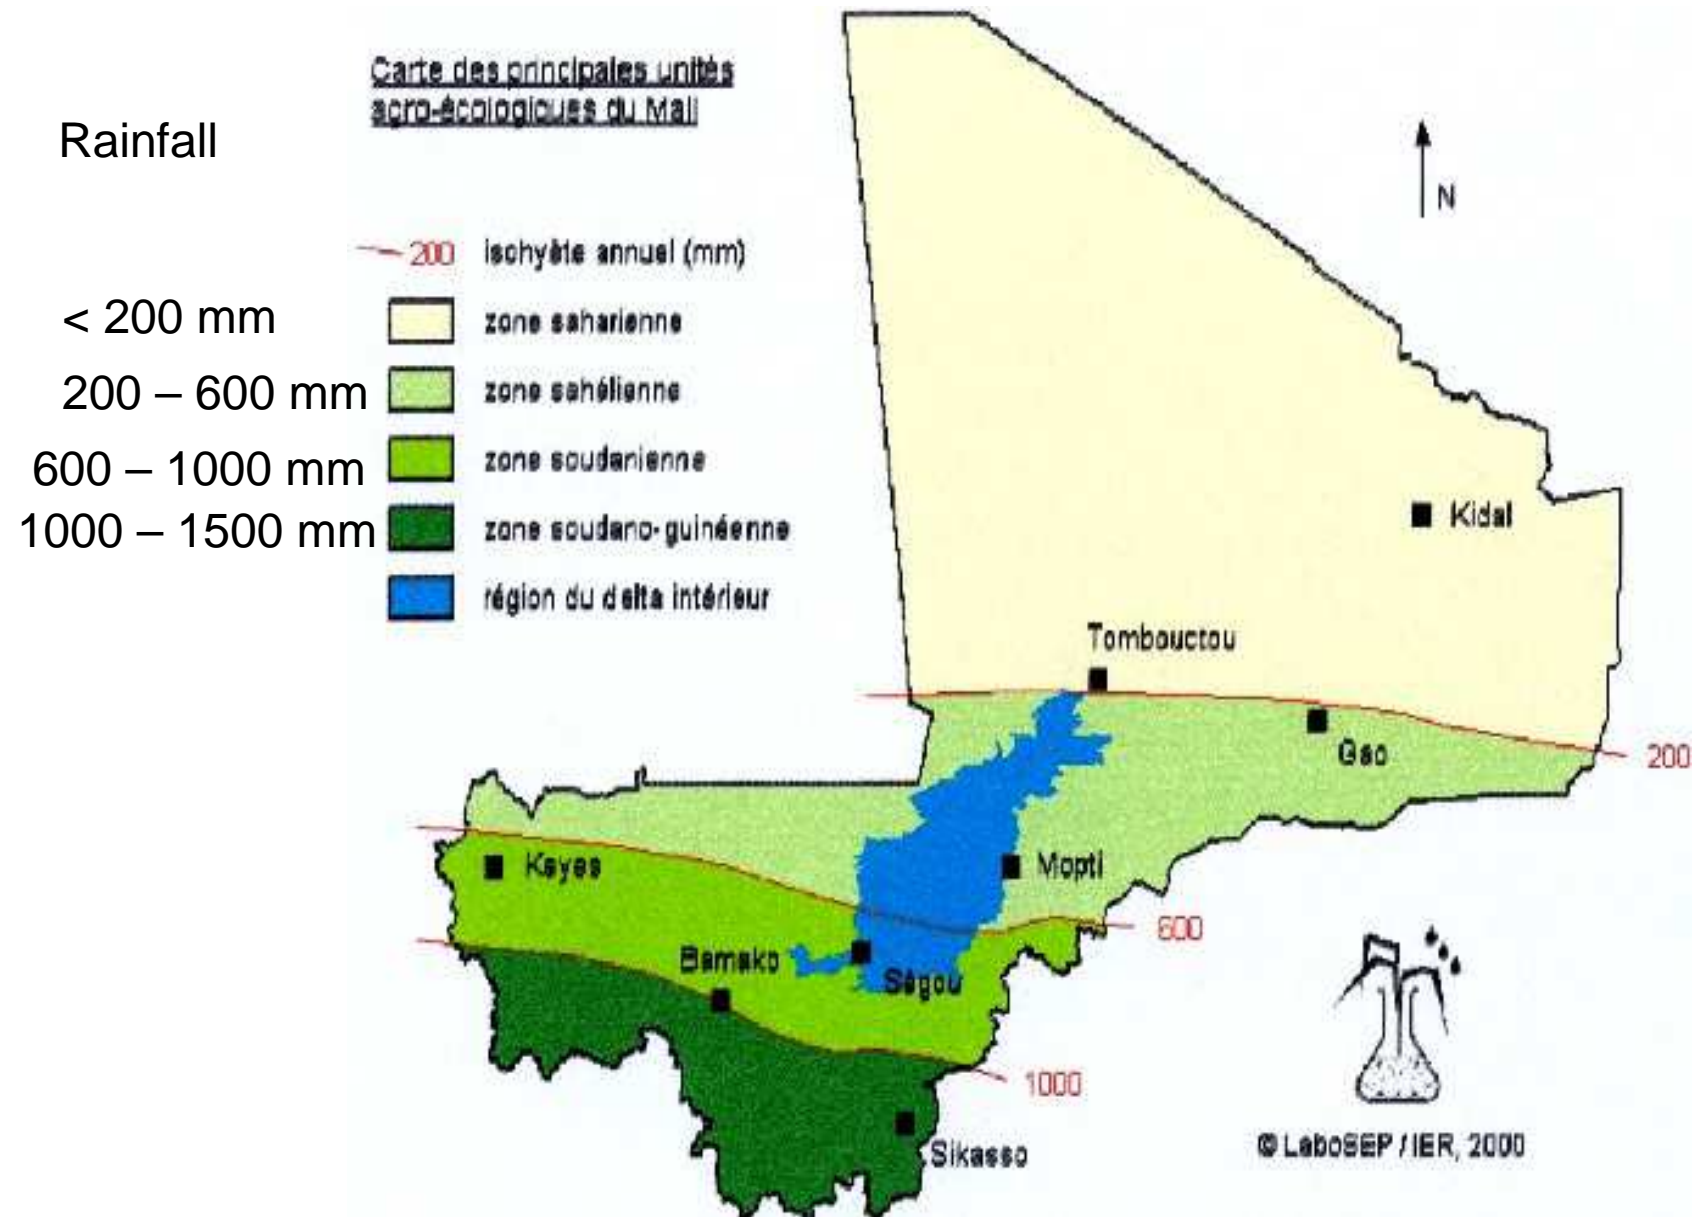 Carte des principales unités
agro-écologiques du Mali
Rainfall
200 isohyète annuel (mm)
< 200 mm zone saharienne
200 – 600 mm zone sahélienne
600 – 1000 mm zone soudanienne
1000 – 1500 mm zone soudano-guinéenne
région du delta intérieur
N
Kidal
Tombouctou
Gao
200
Kayes
Mopti
600
Bamako
Ségou
1000
Sikasso
© LaboSEP / IER, 2000